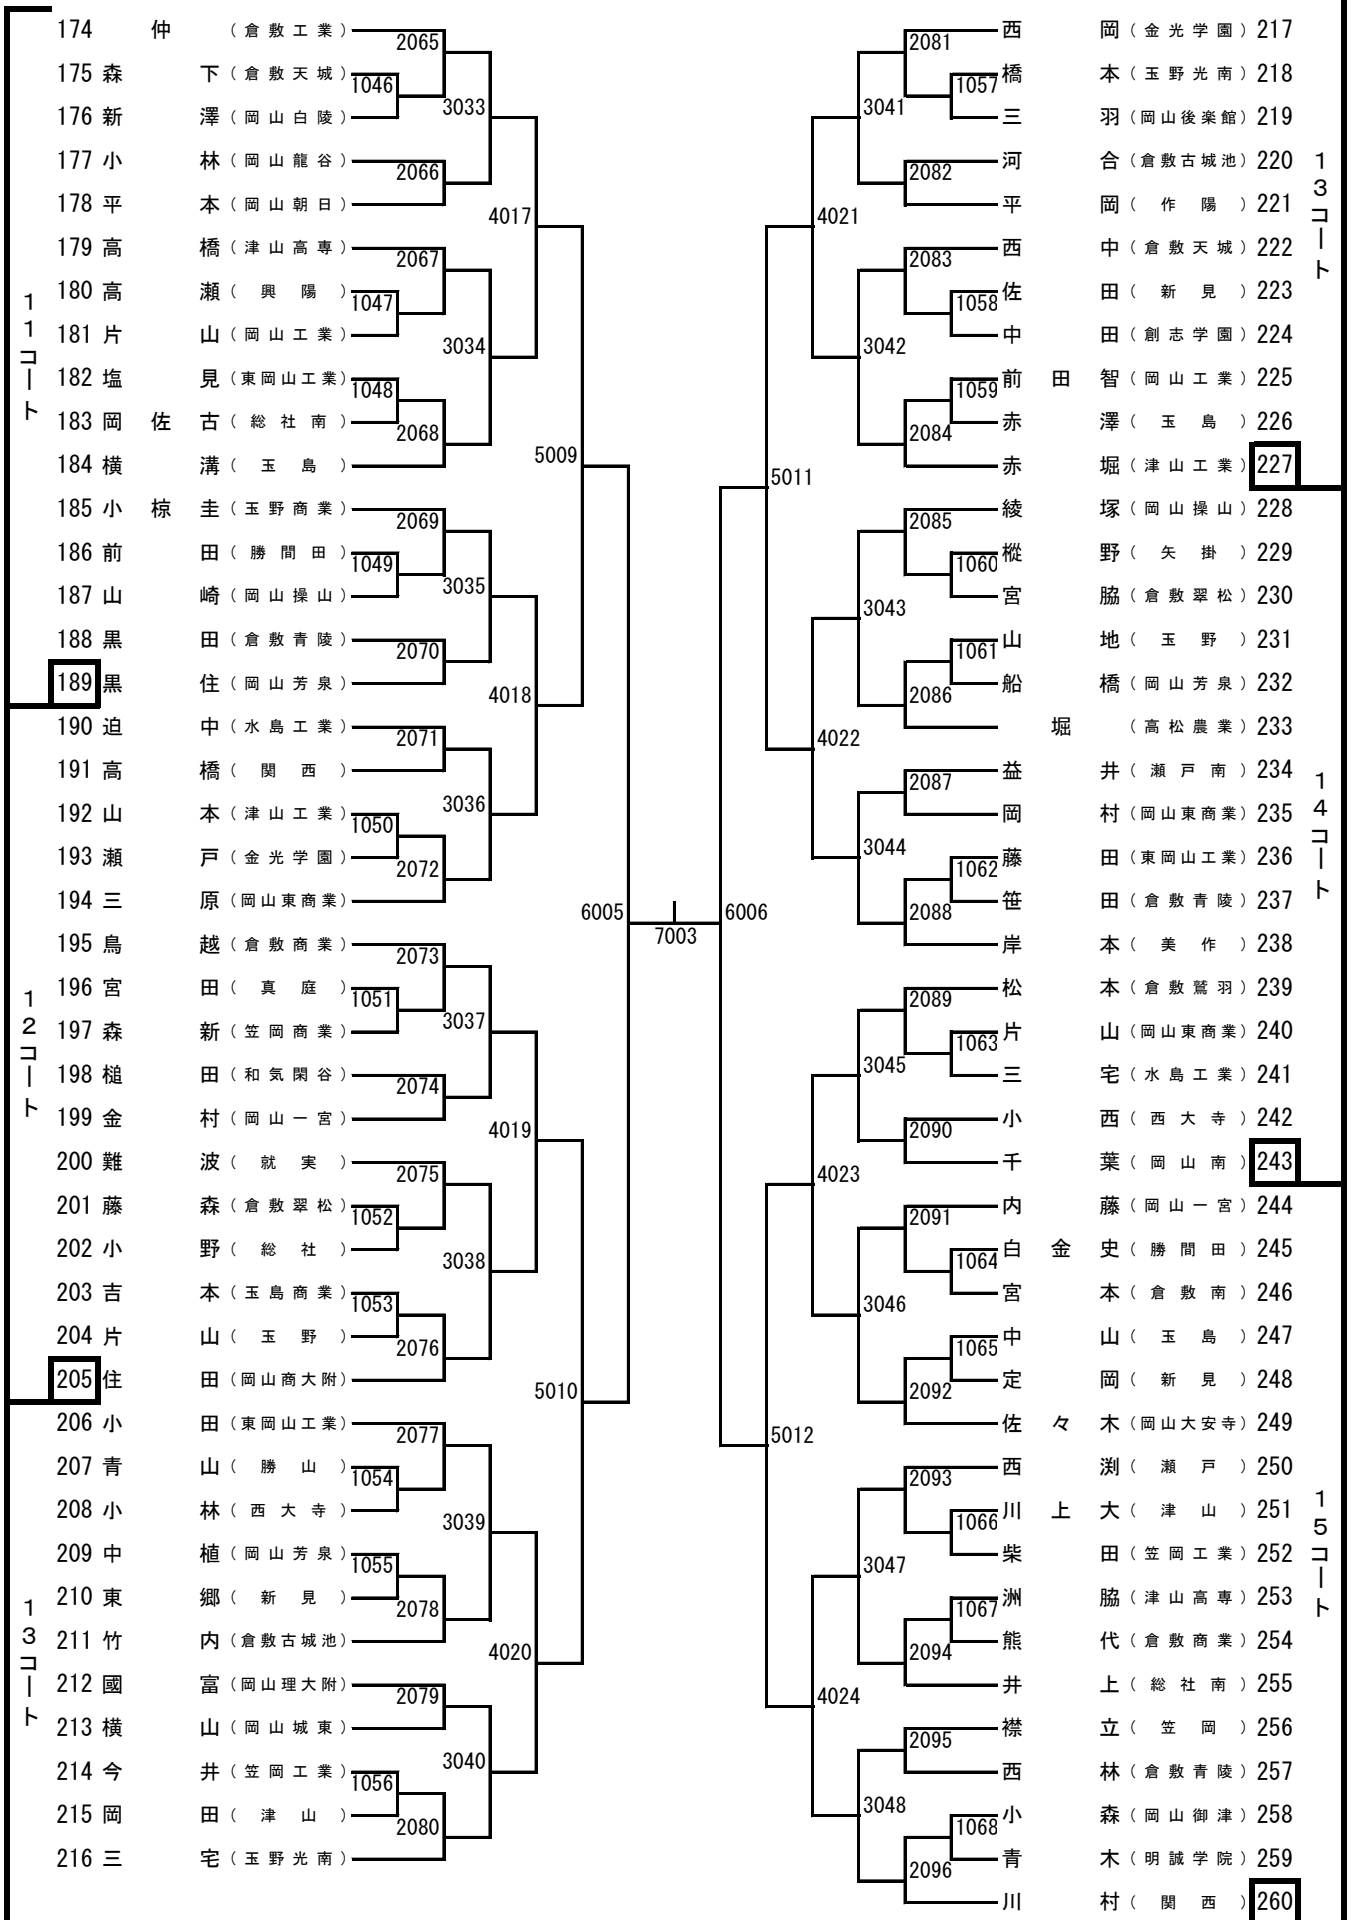 11コート
12コート
13コート
174 仲 (倉敷工業)
175 森下 (倉敷天城)
176 新澤 (岡山白陵)
177 小林 (岡山龍谷)
178 平本 (岡山朝日)
179 高橋 (津山高専)
180 高瀬 (興陽)
181 片山 (岡山工業)
182 塩見 (東岡山工業)
183 岡佐古 (総社南)
184 横溝 (玉島)
185 小椋圭 (玉野商業)
186 前田 (勝間田)
187 山崎 (岡山操山)
188 黒田 (倉敷青陵)
189 黒住 (岡山芳泉)
190 迫中 (水島工業)
191 高橋 (関西)
192 山本 (津山工業)
193 瀬戸 (金光学園)
194 三原 (岡山東商業)
195 鳥越 (倉敷商業)
196 宮田 (真庭)
197 森新 (笠岡商業)
198 槌田 (和気閑谷)
199 金村 (岡山一宮)
200 難波 (就実)
201 藤森 (倉敷翠松)
202 小野 (総社)
203 吉本 (玉島商業)
204 片山 (玉野)
205 住田 (岡山商大附)
206 小田 (東岡山工業)
207 青山 (勝山)
208 小林 (西大寺)
209 中植 (岡山芳泉)
210 東郷 (新見)
211 竹内 (倉敷古城池)
212 國富 (岡山理大附)
213 横山 (岡山城東)
214 今井 (笠岡工業)
215 岡田 (津山)
216 三宅 (玉野光南)
1046
1047
1048
1049
1050
1051
1052
1053
1054
1055
1056
2065
2066
2067
2068
2069
2070
2071
2072
2073
2074
2075
2076
2077
2078
2079
2080
3033
3034
3035
3036
3037
3038
3039
3040
4017
4018
4019
4020
5009
5010
6005
7003
6006
5011
5012
4021
4022
4023
4024
3041
3042
3043
3044
3045
3046
3047
3048
2081
2082
2083
2084
2085
2086
2087
2088
2089
2090
2091
2092
2093
2094
2095
2096
1057
1058
1059
1060
1061
1062
1063
1064
1065
1066
1067
1068
西岡 (金光学園) 217
橋本 (玉野光南) 218
三羽 (岡山後楽館) 219
河合 (倉敷古城池) 220
平岡 (作陽) 221
西中 (倉敷天城) 222
佐田 (新見) 223
中田 (創志学園) 224
前田智 (岡山工業) 225
赤澤 (玉島) 226
赤堀 (津山工業) 227
綾塚 (岡山操山) 228
樅野 (矢掛) 229
宮脇 (倉敷翠松) 230
山地 (玉野) 231
船橋 (岡山芳泉) 232
堀 (高松農業) 233
益井 (瀬戸南) 234
岡村 (岡山東商業) 235
藤田 (東岡山工業) 236
笹田 (倉敷青陵) 237
岸本 (美作) 238
松本 (倉敷鷲羽) 239
片山 (岡山東商業) 240
三宅 (水島工業) 241
小西 (西大寺) 242
千葉 (岡山南) 243
内藤 (岡山一宮) 244
白金史 (勝間田) 245
宮本 (倉敷南) 246
中山 (玉島) 247
定岡 (新見) 248
佐々木 (岡山大安寺) 249
西渕 (瀬戸) 250
川上大 (津山) 251
柴田 (笠岡工業) 252
洲脇 (津山高専) 253
熊代 (倉敷商業) 254
井上 (総社南) 255
襟立 (笠岡) 256
西林 (倉敷青陵) 257
小森 (岡山御津) 258
青木 (明誠学院) 259
川村 (関西) 260
13コート
14コート
15コート